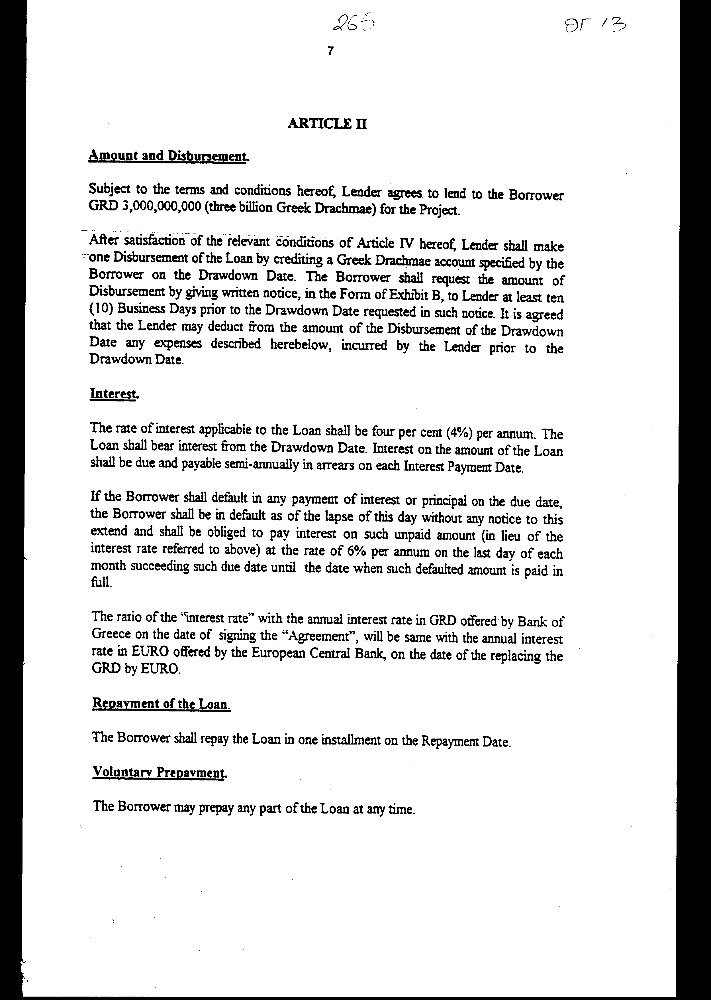 265
13
7
ARTICLE II
Amount and Disbursement.
Subject to the terms and conditions hereof, Lender agrees to lend to the Borrower
GRD 3,000,000,000 (three billion Greek Drachmae) for the Project.
After satisfaction of the relevant conditions of Article IV hereof, Lender shall make
one Disbursement of the Loan by crediting a Greek Drachmae account specified by the
Borrower on the Drawdown Date. The Borrower shall request the amount of
Disbursement by giving written notice, in the Form of Exhibit B, to Lender at least ten
(10) Business Days prior to the Drawdown Date requested in such notice. It is agreed
that the Lender may deduct from the amount of the Disbursement of the Drawdown
Date any expenses described herebelow, incurred by the Lender prior to the
Drawdown Date.
Interest.
The rate of interest applicable to the Loan shall be four per cent (4%) per annum. The
Loan shall bear interest from the Drawdown Date. Interest on the amount of the Loan
shall be due and payable semi-annually in arrears on each Interest Payment Date.
If the Borrower shall default in any payment of interest or principal on the due date,
the Borrower shall be in default as of the lapse of this day without any notice to this
extend and shall be obliged to pay interest on such unpaid amount (in lieu of the
interest rate referred to above) at the rate of 6% per annum on the last day of each
month succeeding such due date until the date when such defaulted amount is paid in
full.
The ratio of the “interest rate” with the annual interest rate in GRD offered by Bank of
Greece on the date of signing the “Agreement”, will be same with the annual interest
rate in EURO offered by the European Central Bank, on the date of the replacing the
GRD by EURO.
Repayment of the Loan.
The Borrower shall repay the Loan in one installment on the Repayment Date.
Voluntary Prepayment.
The Borrower may prepay any part of the Loan at any time.